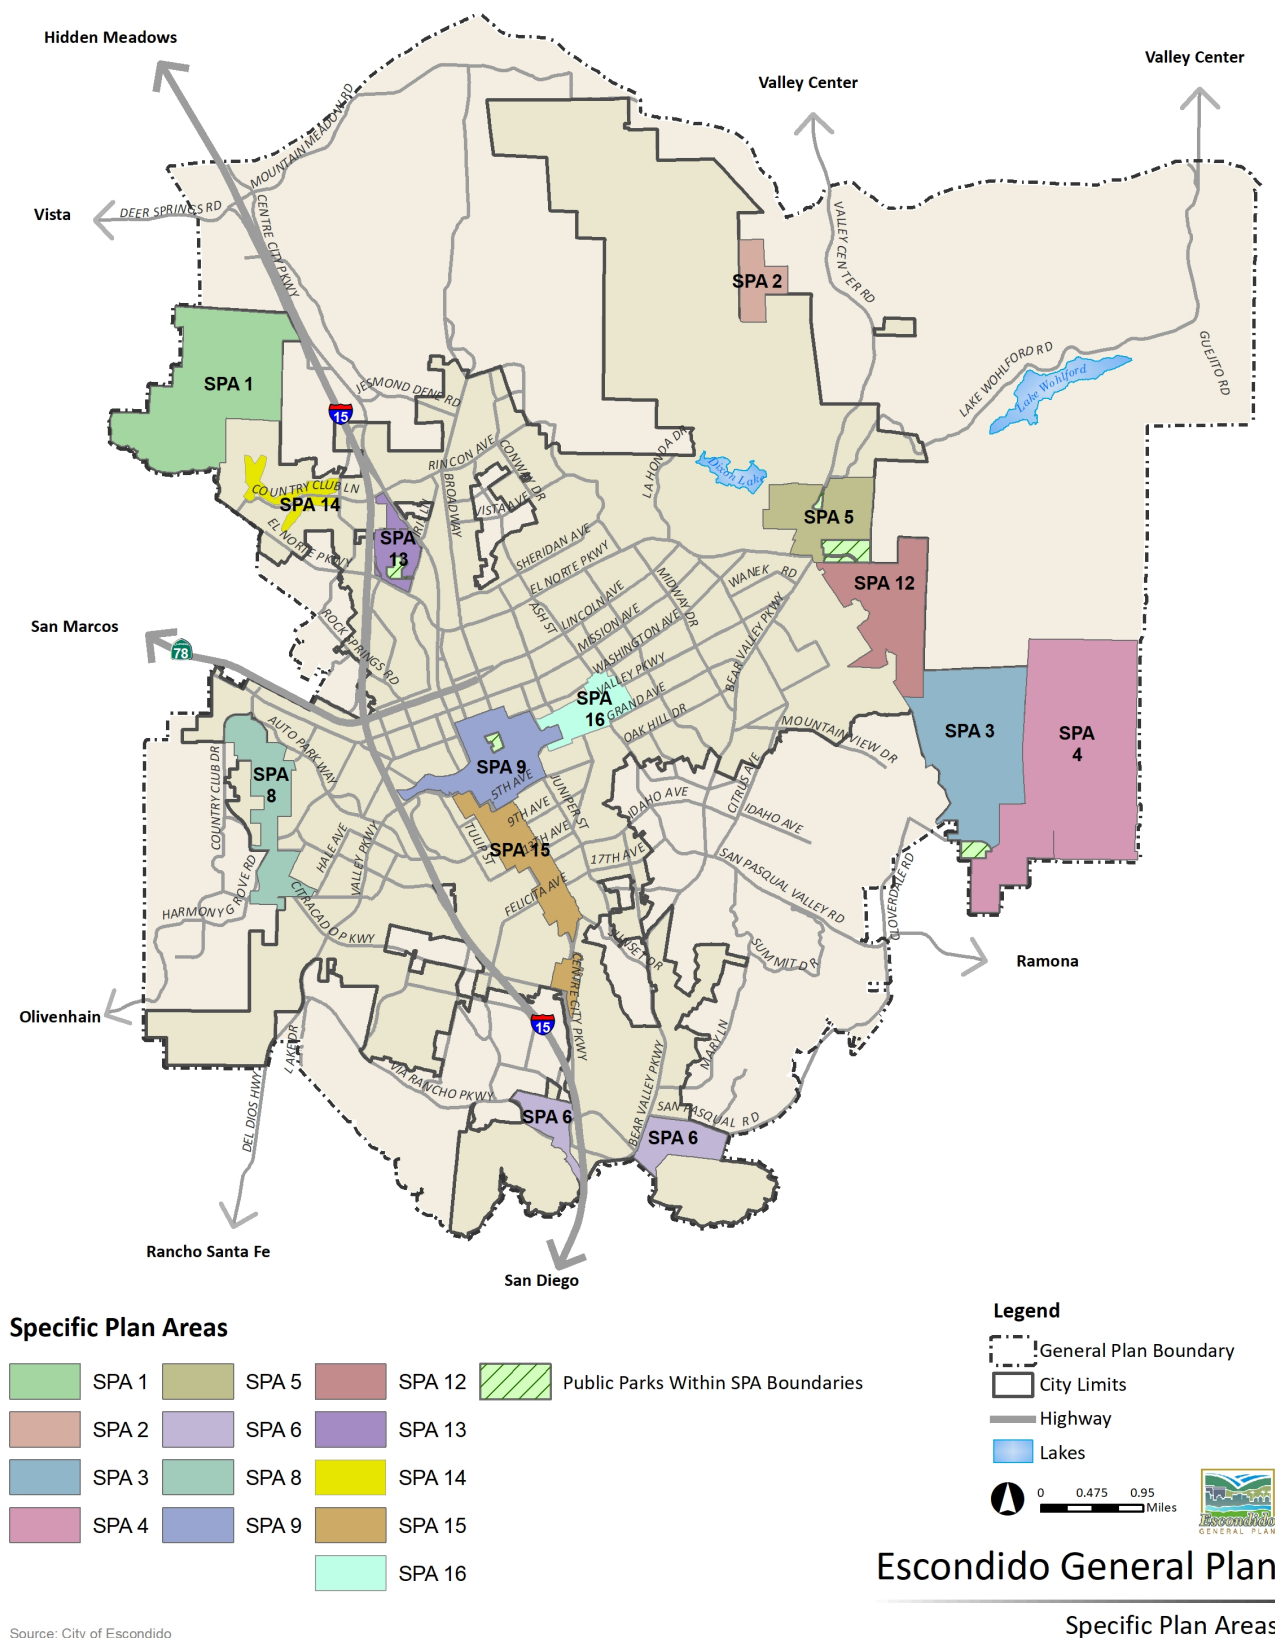 Hidden Meadows
Valley Center
Valley Center
MOUNTAIN MEADOW RD
Vista
DEER SPRINGS RD
CENTRE CITY PKWY
VALLEY CENTER RD
SPA 2
GUEJITO RD
LAKE WOHLFORD RD
Lake Wohlford
SPA 1
JESMOND DENE RD
15
RINCON AVE
CONWAY DR
LA HONDA DR
Dixon Lake
COUNTRY CLUB LN
SPA 14
BROADWAY
VISTA AVE
SPA 5
EL NORTE PKWY
SPA
13
SHERIDAN AVE
EL NORTE PKWY
SPA 12
WANEK RD
MIDWAY DR
LINCOLN AVE
ASH ST
MISSION AVE
WASHINGTON AVE
BEAR VALLEY PKWY
San Marcos
78
ROCK SPRINGS RD
VALLEY PKWY
SPA
16
GRAND AVE
OAK HILL DR
MOUNTAIN VIEW DR
SPA 3
SPA
4
AUTO PARK WAY
COUNTRY CLUB DR
SPA
8
SPA 9
5TH AVE
JUNIPER ST
CITRUS AVE
IDAHO AVE
IDAHO AVE
9TH AVE
13TH AVE
TULIP ST
SPA 15
17TH AVE
HALE AVE
VALLEY PKWY
SAN PASQUAL VALLEY RD
CLOVERDALE RD
FELICITA AVE
HARMONY GROVE RD
CITRACADO PKWY
SUNSET DR
SUMMIT DR
Ramona
CENTRE CITY PKWY
Olivenhain
15
LAKE DR
MARY LN
BEAR VALLEY PKWY
VIA RANCHO PKWY
DEL DIOS HWY
SPA 6
SAN PASQUAL RD
SPA 6
Rancho Santa Fe
San Diego
Specific Plan Areas
SPA 1
SPA 5
SPA 12
Public Parks Within SPA Boundaries
SPA 2
SPA 6
SPA 13
SPA 3
SPA 8
SPA 14
SPA 4
SPA 9
SPA 15
SPA 16
Legend
General Plan Boundary
City Limits
Highway
Lakes
0 0.475 0.95
Miles
Escondido
GENERAL PLAN
Escondido General Plan
Specific Plan Areas
Source: City of Escondido